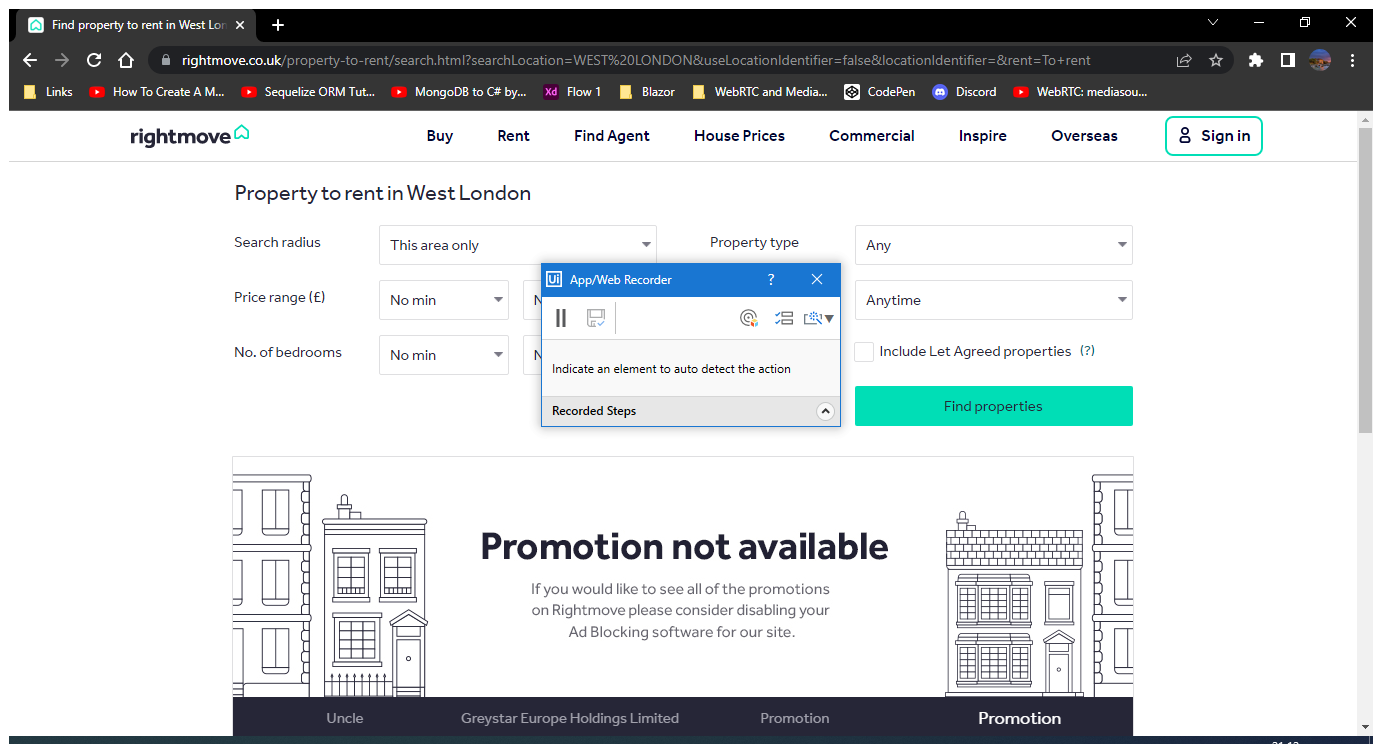 Find property to rent in West Lon
rightmove.co.uk/property-to-rent/search.html?searchLocation=WEST%20LONDON&useLocationIdentifier=false&locationIdentifier=&rent=To+rent
Links How To Create A M... Sequelize ORM Tut... MongoDB to C# by... Xd Flow 1 Blazor WebRTC and Media... CodePen Discord WebRTC: mediasou...
rightmove Buy Rent Find Agent House Prices Commercial Inspire Overseas Sign in
Property to rent in West London
Search radius This area only Property type Any
Ui App/Web Recorder ?
Price range (£) No min N Anytime
No. of bedrooms No min N Include Let Agreed properties (?)
Indicate an element to auto detect the action
Recorded Steps Find properties
Promotion not available
If you would like to see all of the promotions
on Rightmove please consider disabling your
Ad Blocking software for our site.
Uncle Greystar Europe Holdings Limited Promotion Promotion